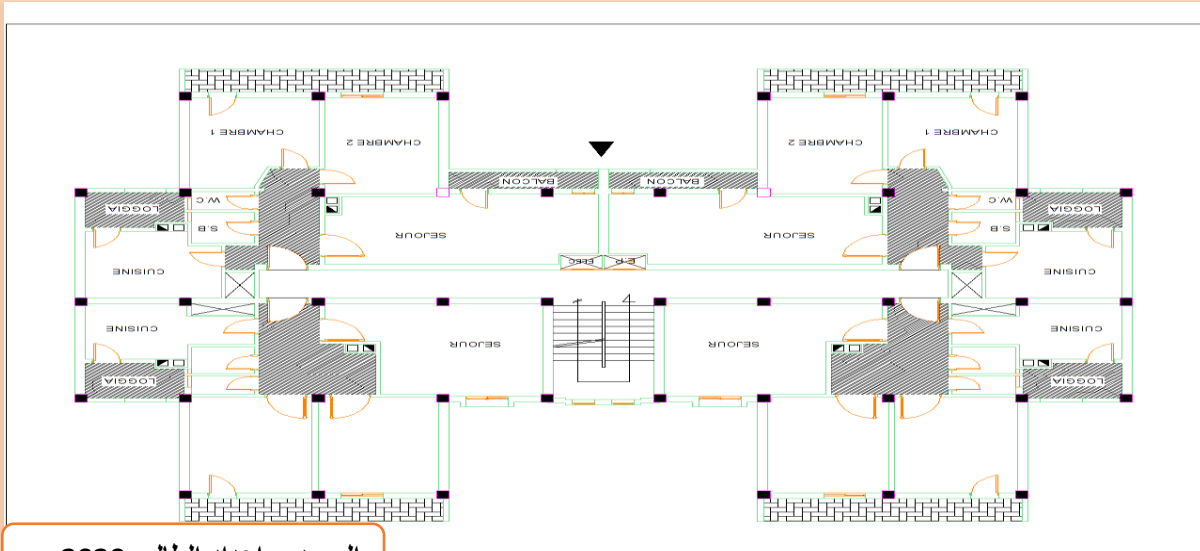 CHAMBRE 1
CHAMBRE 2
CHAMBRE 2
CHAMBRE 1
BALCON
BALCON
W.C
W.C
LOGGIA
LOGGIA
S.B
S.B
SEJOUR
SEJOUR
ELEC
E.P
CUISINE
CUISINE
CUISINE
CUISINE
SEJOUR
SEJOUR
LOGGIA
LOGGIA